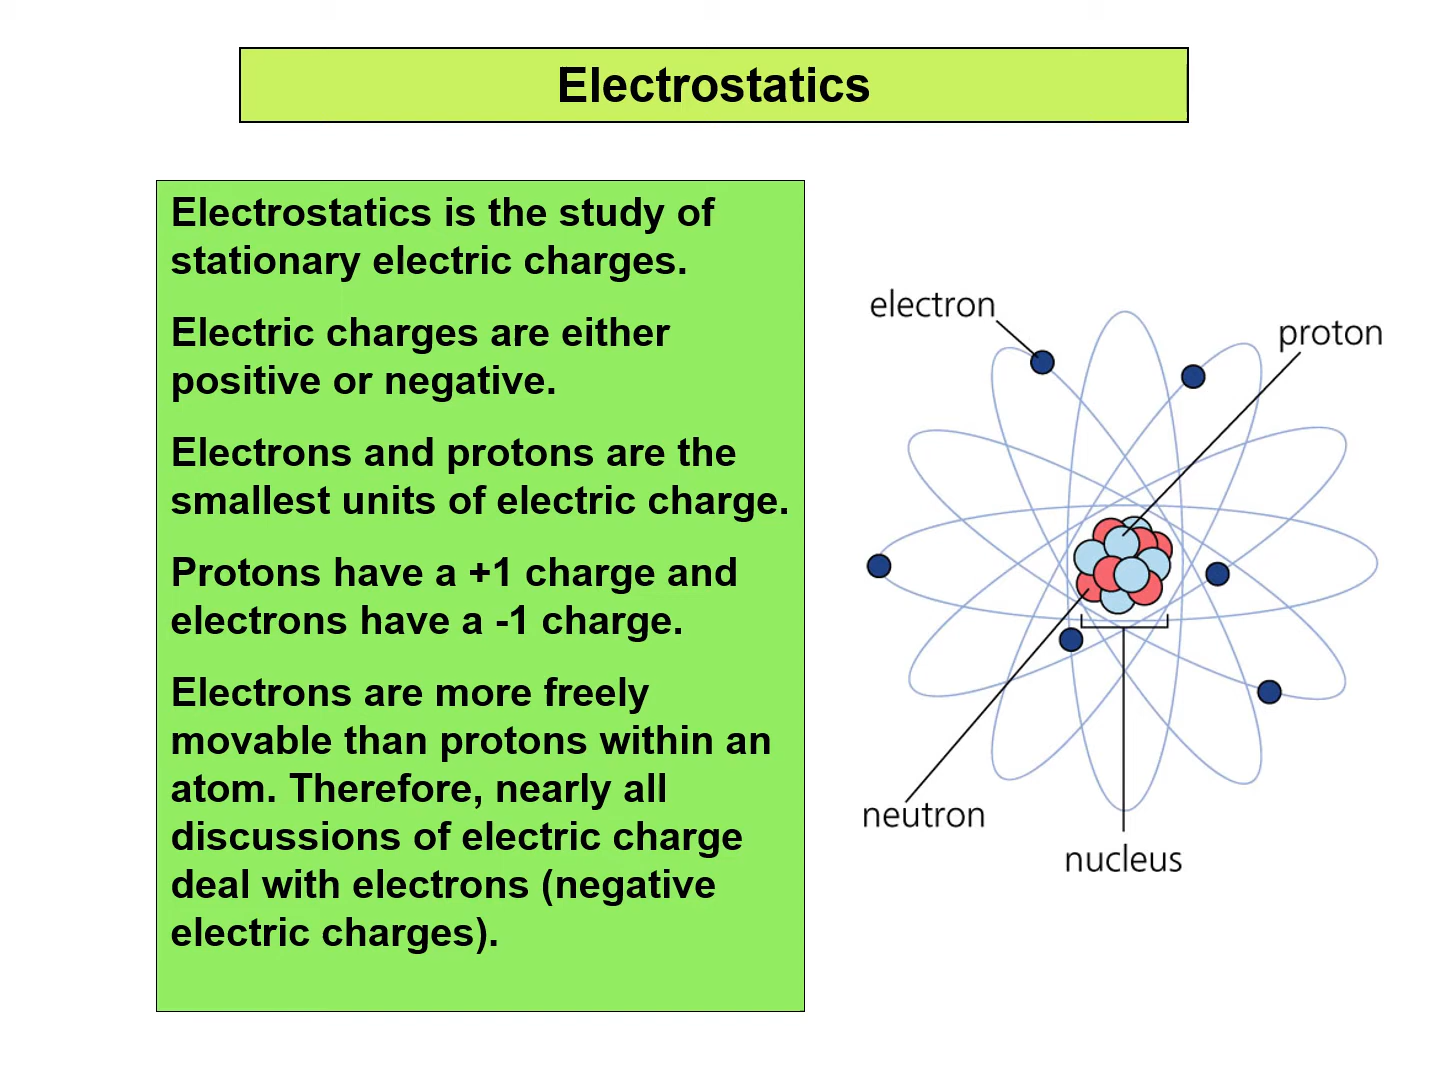 Electrostatics
Electrostatics is the study of
stationary electric charges.
Electric charges are either
positive or negative.
Electrons and protons are the
smallest units of electric charge.
Protons have a +1 charge and
electrons have a -1 charge.
Electrons are more freely
movable than protons within an
atom. Therefore, nearly all
discussions of electric charge
deal with electrons (negative
electric charges).
electron
proton
neutron
nucleus